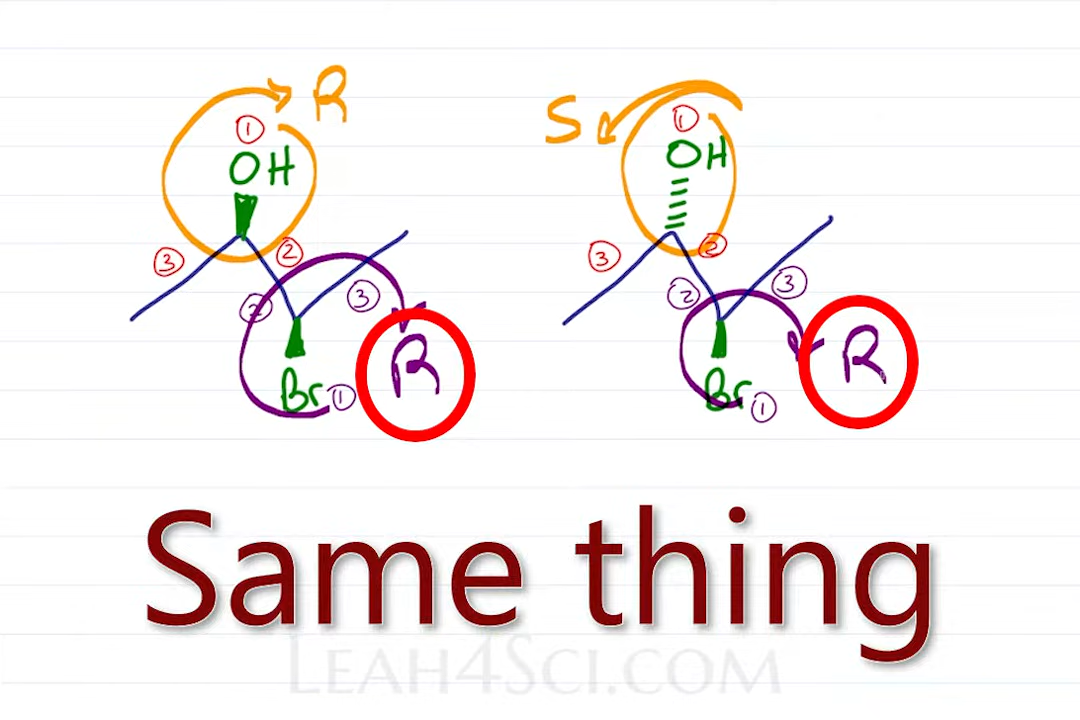 R
S
① ①
OH OH
③ ② ③ ②
② ③ ② ③
R R
Br ① Br ①
Same thing
LEAH4SCI.COM